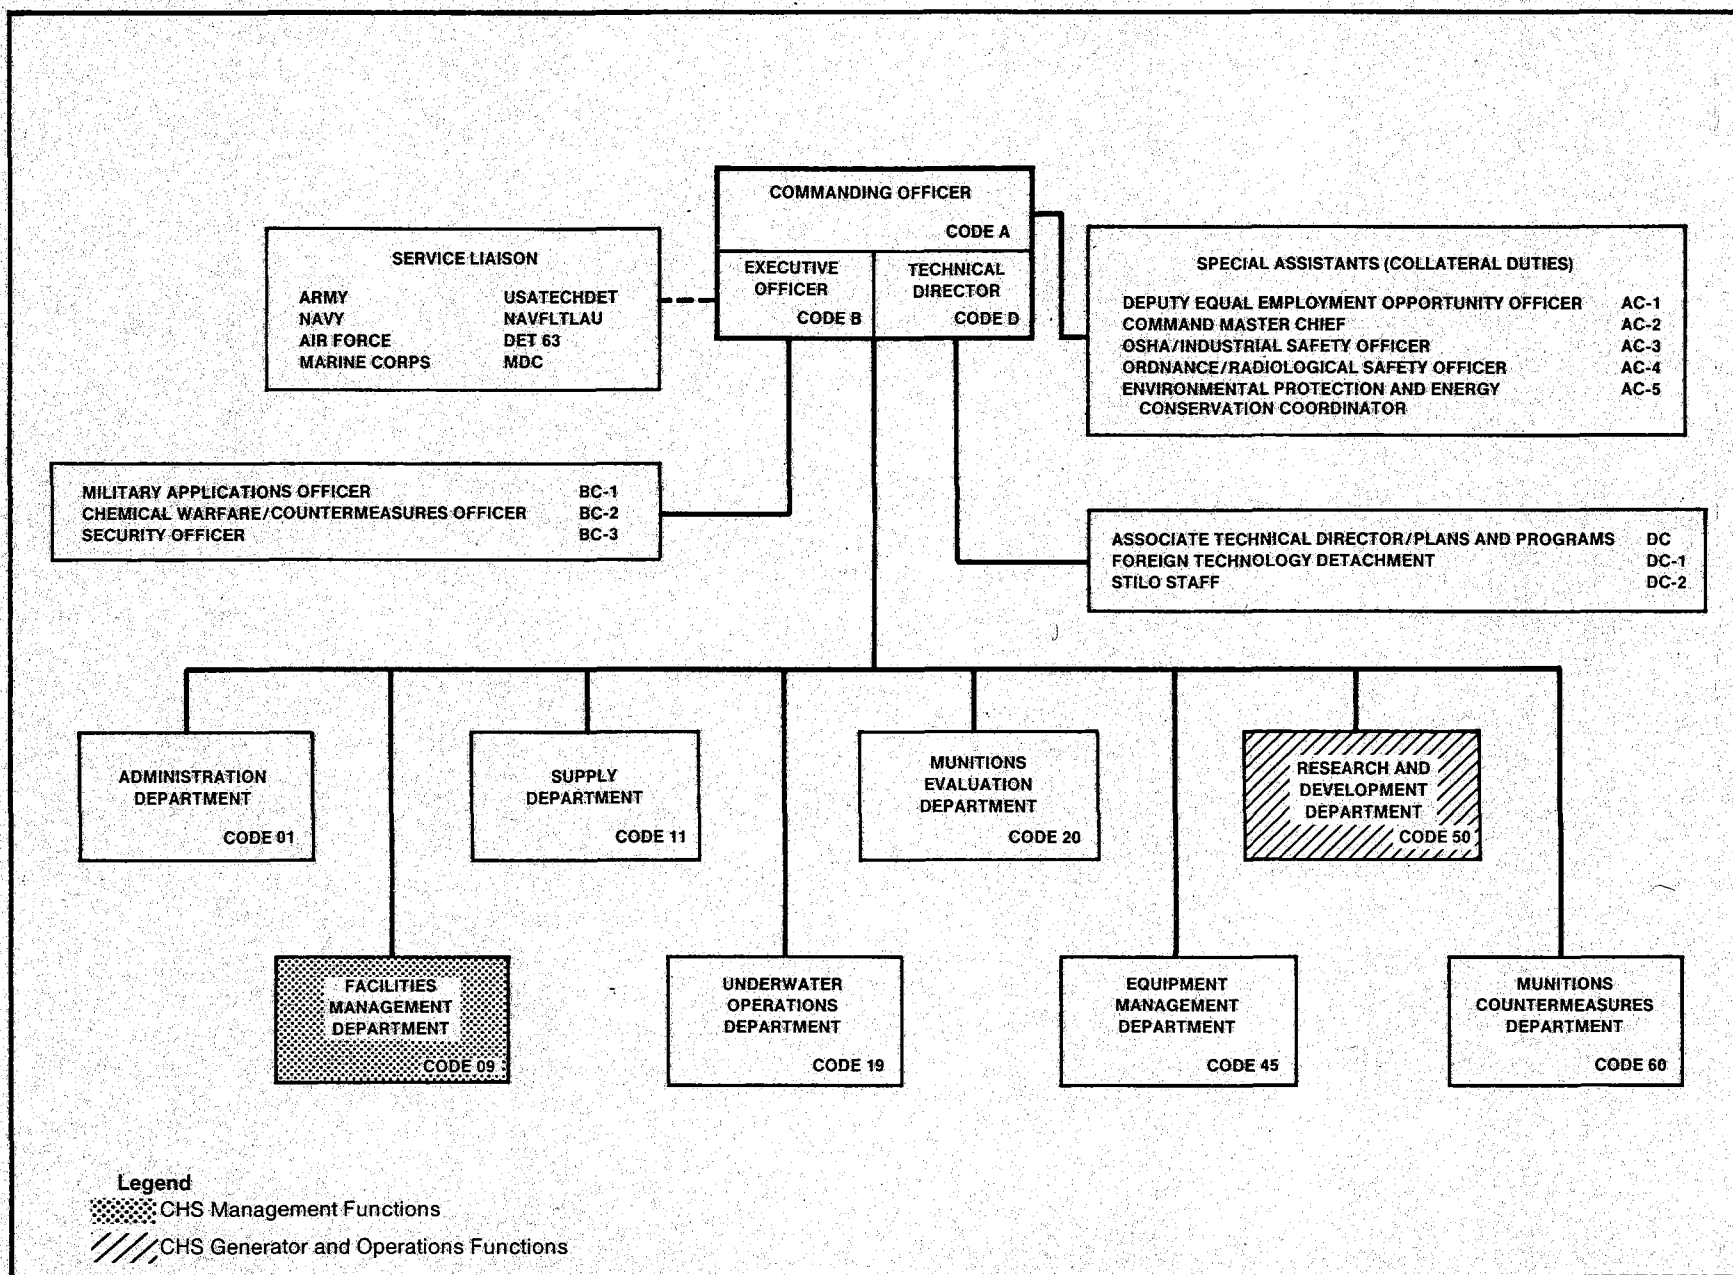 COMMANDING OFFICER
CODE A
EXECUTIVE
OFFICER
CODE B
TECHNICAL
DIRECTOR
CODE D
SERVICE LIAISON
ARMY USATECHDET
NAVY NAVFLTLAU
AIR FORCE DET 63
MARINE CORPS MDC
SPECIAL ASSISTANTS (COLLATERAL DUTIES)
DEPUTY EQUAL EMPLOYMENT OPPORTUNITY OFFICER AC-1
COMMAND MASTER CHIEF AC-2
OSHA/INDUSTRIAL SAFETY OFFICER AC-3
ORDNANCE/RADIOLOGICAL SAFETY OFFICER AC-4
ENVIRONMENTAL PROTECTION AND ENERGY AC-5
CONSERVATION COORDINATOR
MILITARY APPLICATIONS OFFICER BC-1
CHEMICAL WARFARE/COUNTERMEASURES OFFICER BC-2
SECURITY OFFICER BC-3
ASSOCIATE TECHNICAL DIRECTOR/PLANS AND PROGRAMS DC
FOREIGN TECHNOLOGY DETACHMENT DC-1
STILO STAFF DC-2
ADMINISTRATION
DEPARTMENT
CODE 01
SUPPLY
DEPARTMENT
CODE 11
MUNITIONS
EVALUATION
DEPARTMENT
CODE 20
RESEARCH AND
DEVELOPMENT
DEPARTMENT
CODE 50
FACILITIES
MANAGEMENT
DEPARTMENT
CODE 09
UNDERWATER
OPERATIONS
DEPARTMENT
CODE 19
EQUIPMENT
MANAGEMENT
DEPARTMENT
CODE 45
MUNITIONS
COUNTERMEASURES
DEPARTMENT
CODE 60
Legend
CHS Management Functions
CHS Generator and Operations Functions